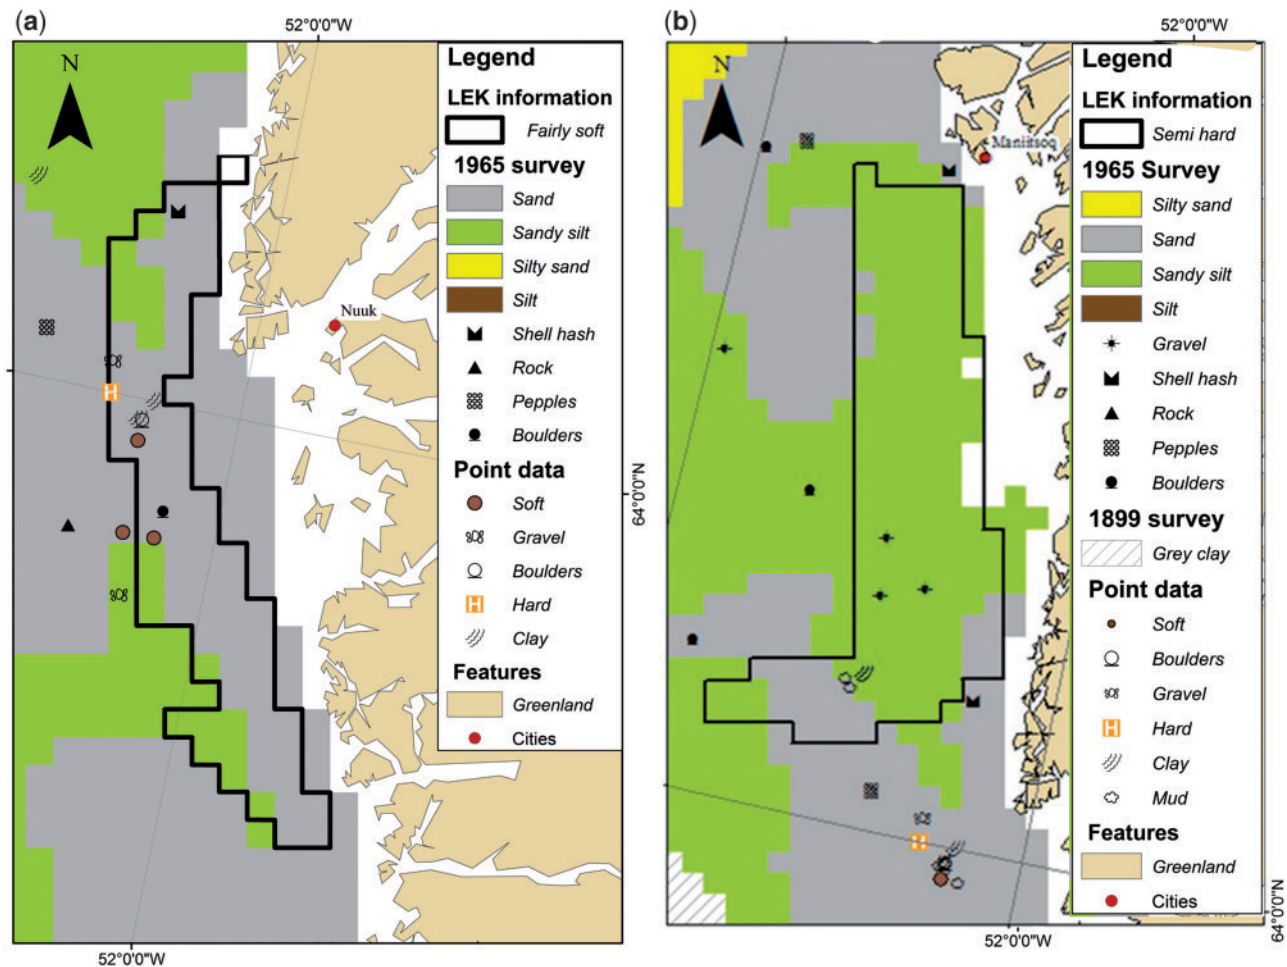 (a)
52°0'0"W
N
Nuuk
64°0'0"N
52°0'0"W
Legend
LEK information
Fairly soft
1965 survey
Sand
Sandy silt
Silty sand
Silt
Shell hash
Rock
Pepples
Boulders
Point data
Soft
Gravel
Boulders
H Hard
Clay
Features
Greenland
Cities
H
(b)
52°0'0"W
N
Maniitsoq
H
52°0'0"W
64°0'0"N
Legend
LEK information
Semi hard
1965 Survey
Silty sand
Sand
Sandy silt
Silt
Gravel
Shell hash
Rock
Pepples
Boulders
1899 survey
Grey clay
Point data
Soft
Boulders
Gravel
H Hard
Clay
Mud
Features
Greenland
Cities